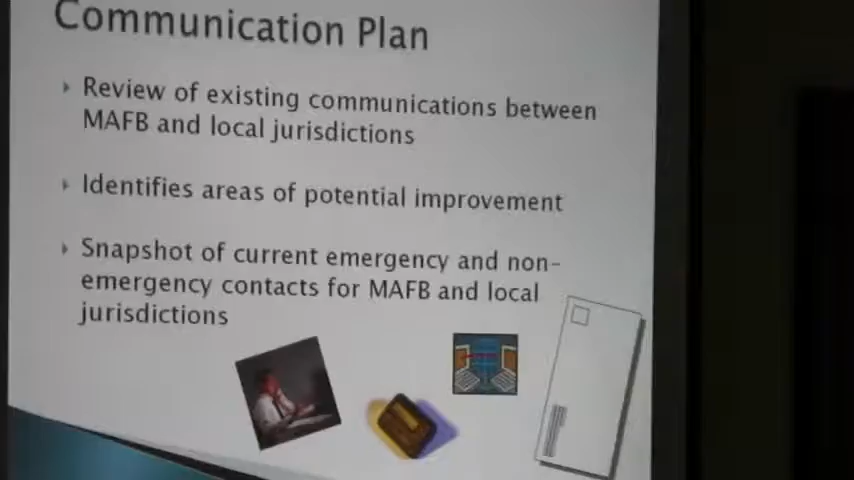 Communication Plan
Review of existing communications between
MAFB and local jurisdictions
Identifies areas of potential improvement
Snapshot of current emergency and non-
emergency contacts for MAFB and local
jurisdictions